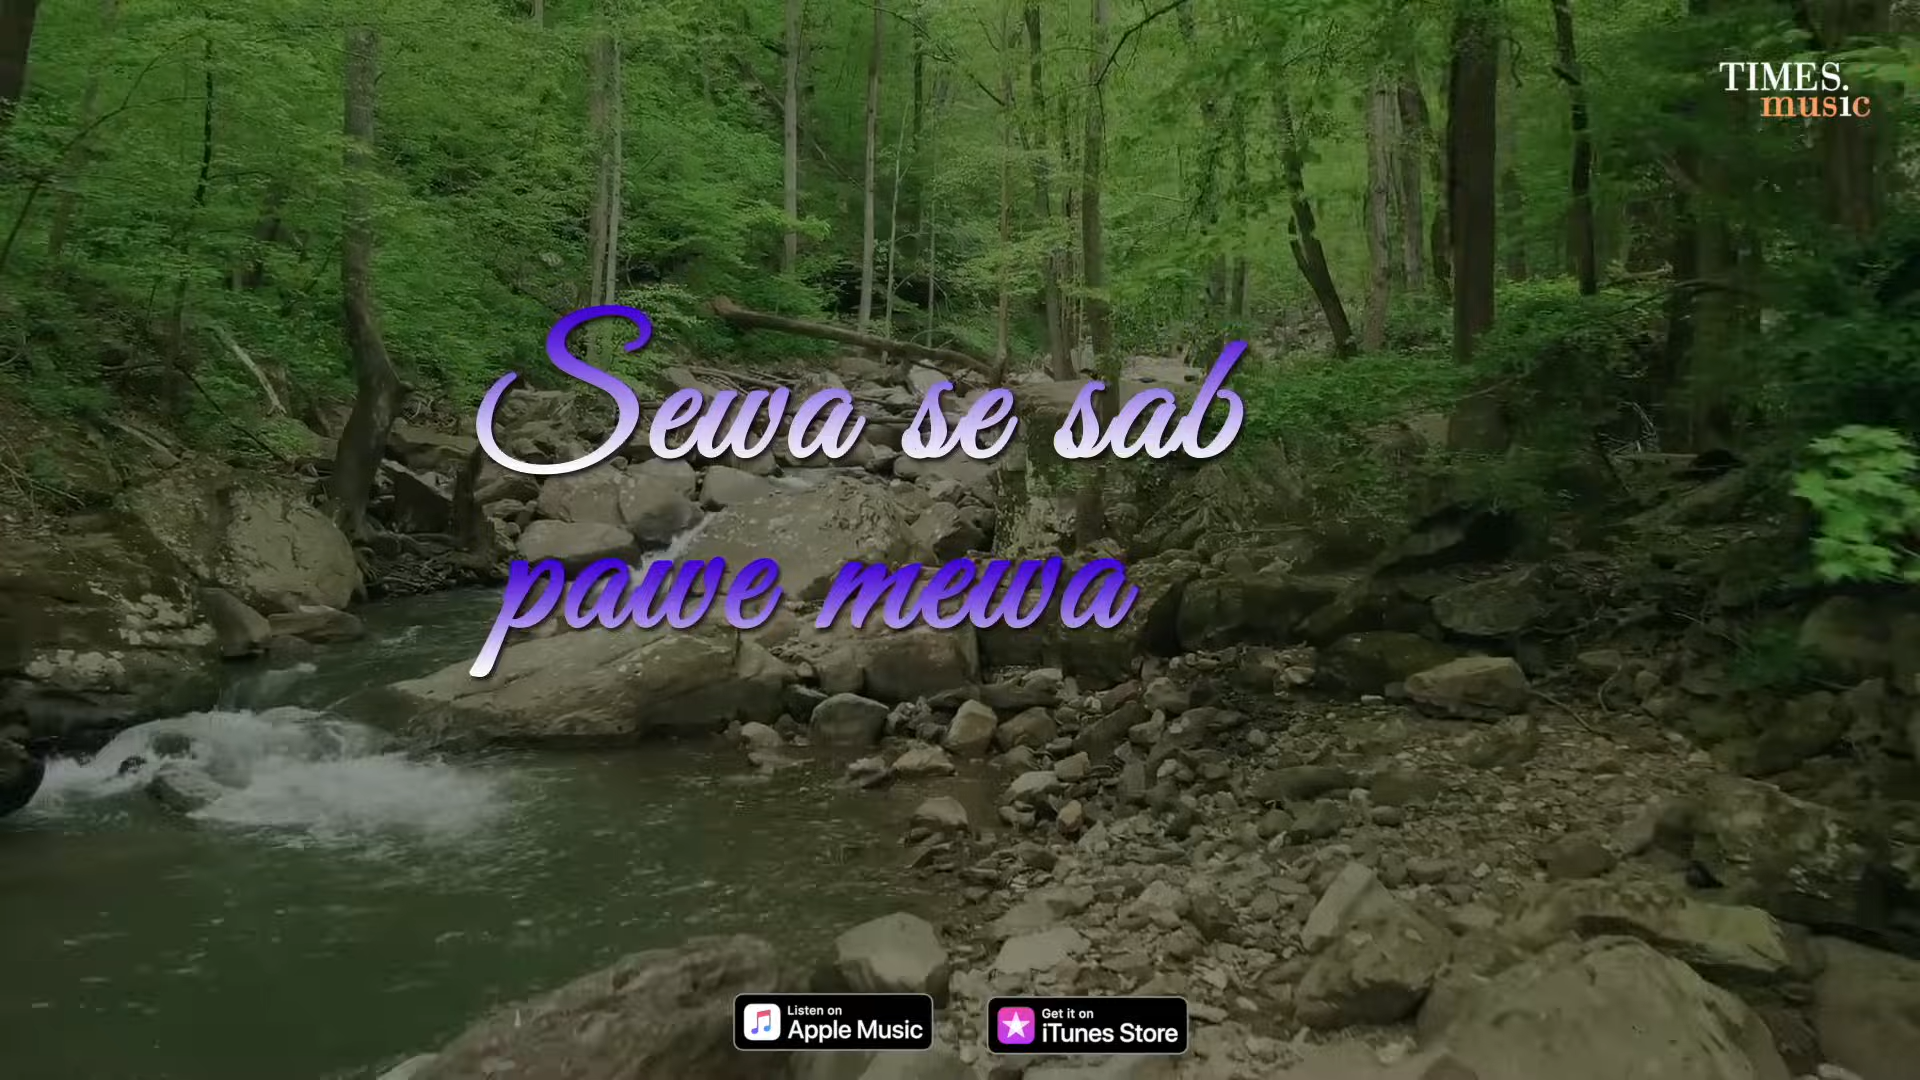 TIMES.
music
Sewa se sab
pawe mewa
Listen on
Apple Music
Get it on
iTunes Store